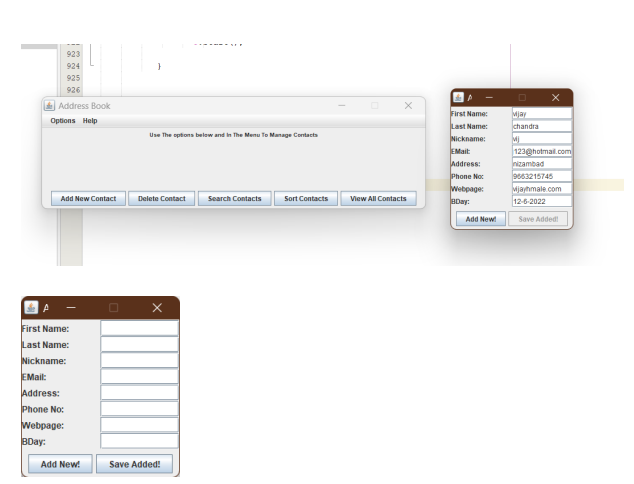 923
924
}
925
926
Address Book
Options Help
Use The options below and In The Menu To Manage Contacts
Add New Contact Delete Contact Search Contacts Sort Contacts View All Contacts
First Name: vijay
Last Name: chandra
Nickname: vij
EMail: 123@hotmail.com
Address: nizambad
Phone No: 9663215745
Webpage: vijayhmale.com
BDay: 12-6-2022
Add New! Save Added!
First Name:
Last Name:
Nickname:
EMail:
Address:
Phone No:
Webpage:
BDay:
Add New! Save Added!